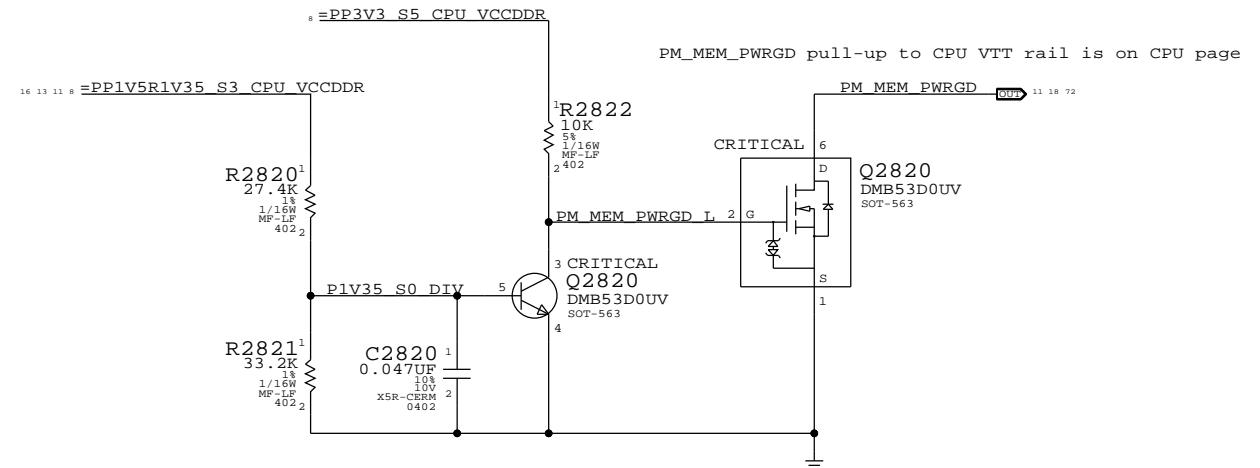 8 =PP3V3_S5_CPU_VCCDDR
PM_MEM_PWRGD pull-up to CPU VTT rail is on CPU page
16 13 11 8 =PP1V5R1V35_S3_CPU_VCCDDR
PM_MEM_PWRGD OUT 11 18 72
1 R2822
10K
5%
1/16W
MF-LF
2 402
CRITICAL 6
R2820 1
27.4K
1%
1/16W
MF-LF
402 2
D Q2820
DMB53D0UV
SOT-563
PM_MEM_PWRGD_L 2 G
S
1
3 CRITICAL
Q2820
DMB53D0UV
SOT-563
P1V35_S0_DIV 5
4
R2821 1
33.2K
1%
1/16W
MF-LF
402 2
C2820 1
0.047UF
10%
10V 2
X5R-CERM
0402